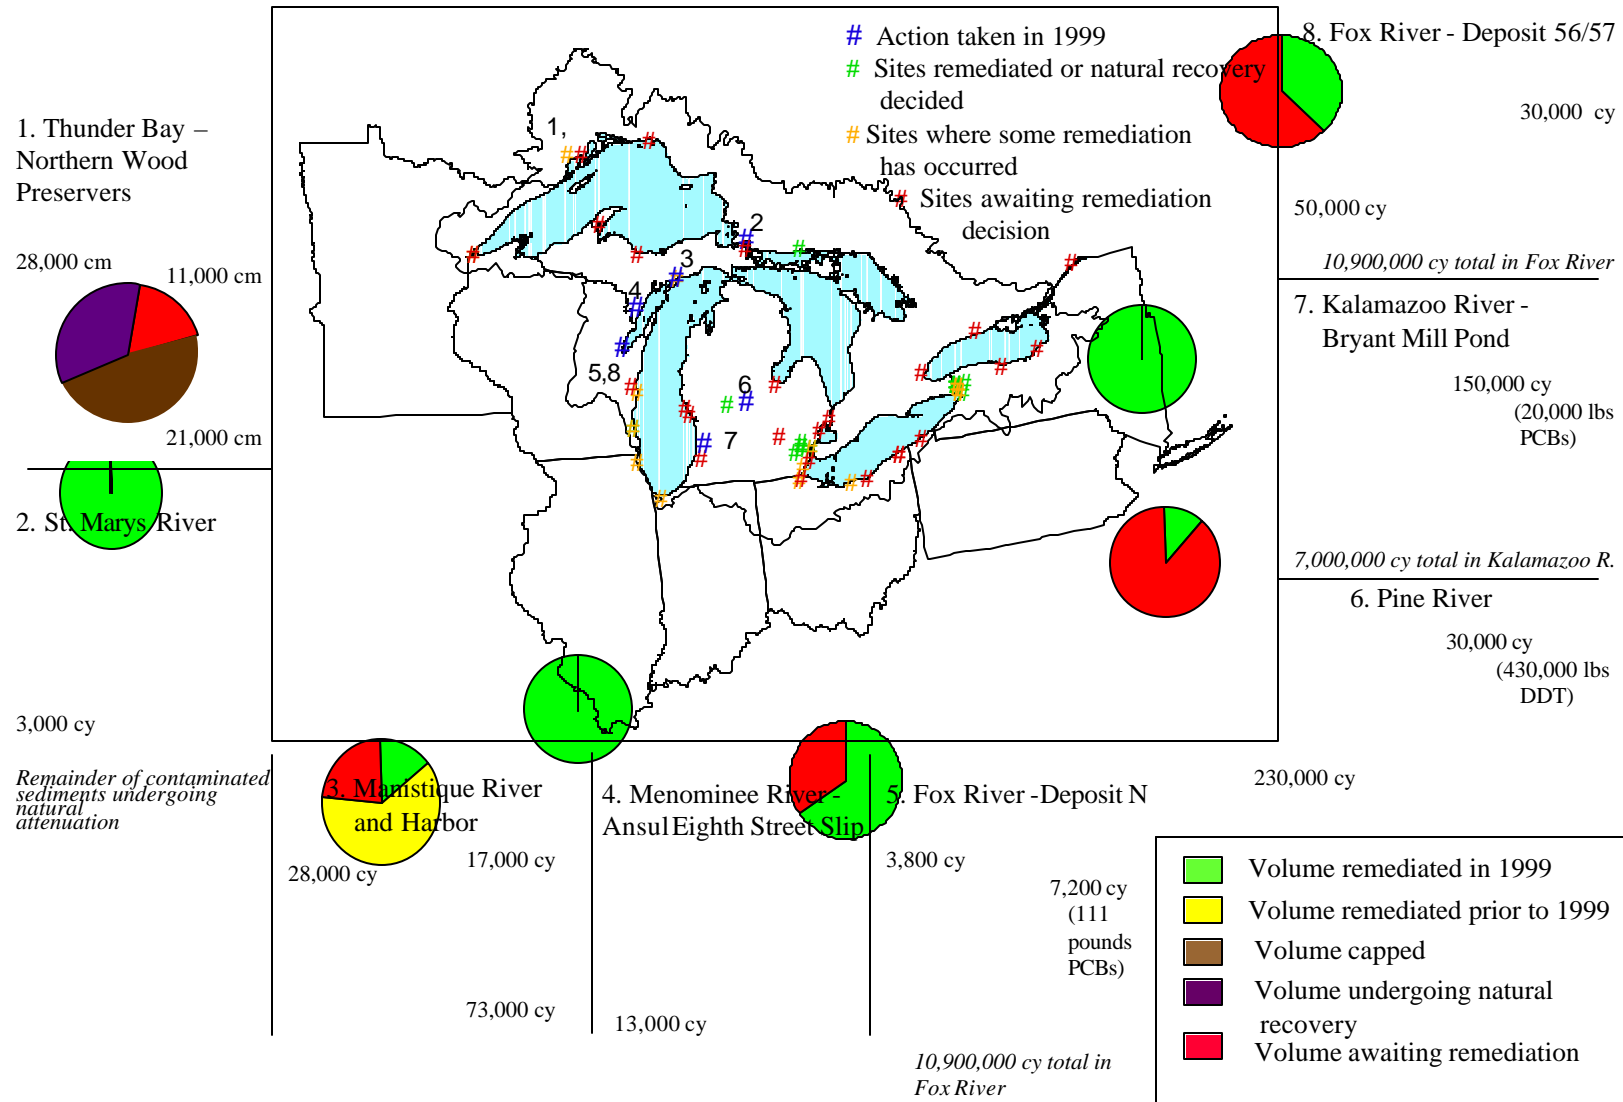 # Action taken in 1999
# Sites remediated or natural recovery
decided
# Sites where some remediation
has occurred
# Sites awaiting remediation
decision
1. Thunder Bay –
Northern Wood
Preservers
28,000 cm
11,000 cm
21,000 cm
2. St. Marys River
3,000 cy
Remainder of contaminated
sediments undergoing
natural
attenuation
1,
2
3
4
5,8
6
7
8. Fox River - Deposit 56/57
30,000 cy
50,000 cy
10,900,000 cy total in Fox River
7. Kalamazoo River -
Bryant Mill Pond
150,000 cy
(20,000 lbs
PCBs)
7,000,000 cy total in Kalamazoo R.
6. Pine River
30,000 cy
(430,000 lbs
DDT)
230,000 cy
3. Manistique River
and Harbor
28,000 cy
17,000 cy
73,000 cy
4. Menominee River -
Ansul Eighth Street Slip
13,000 cy
5. Fox River - Deposit N
3,800 cy
7,200 cy
(111
pounds
PCBs)
10,900,000 cy total in
Fox River
Volume remediated in 1999
Volume remediated prior to 1999
Volume capped
Volume undergoing natural
recovery
Volume awaiting remediation